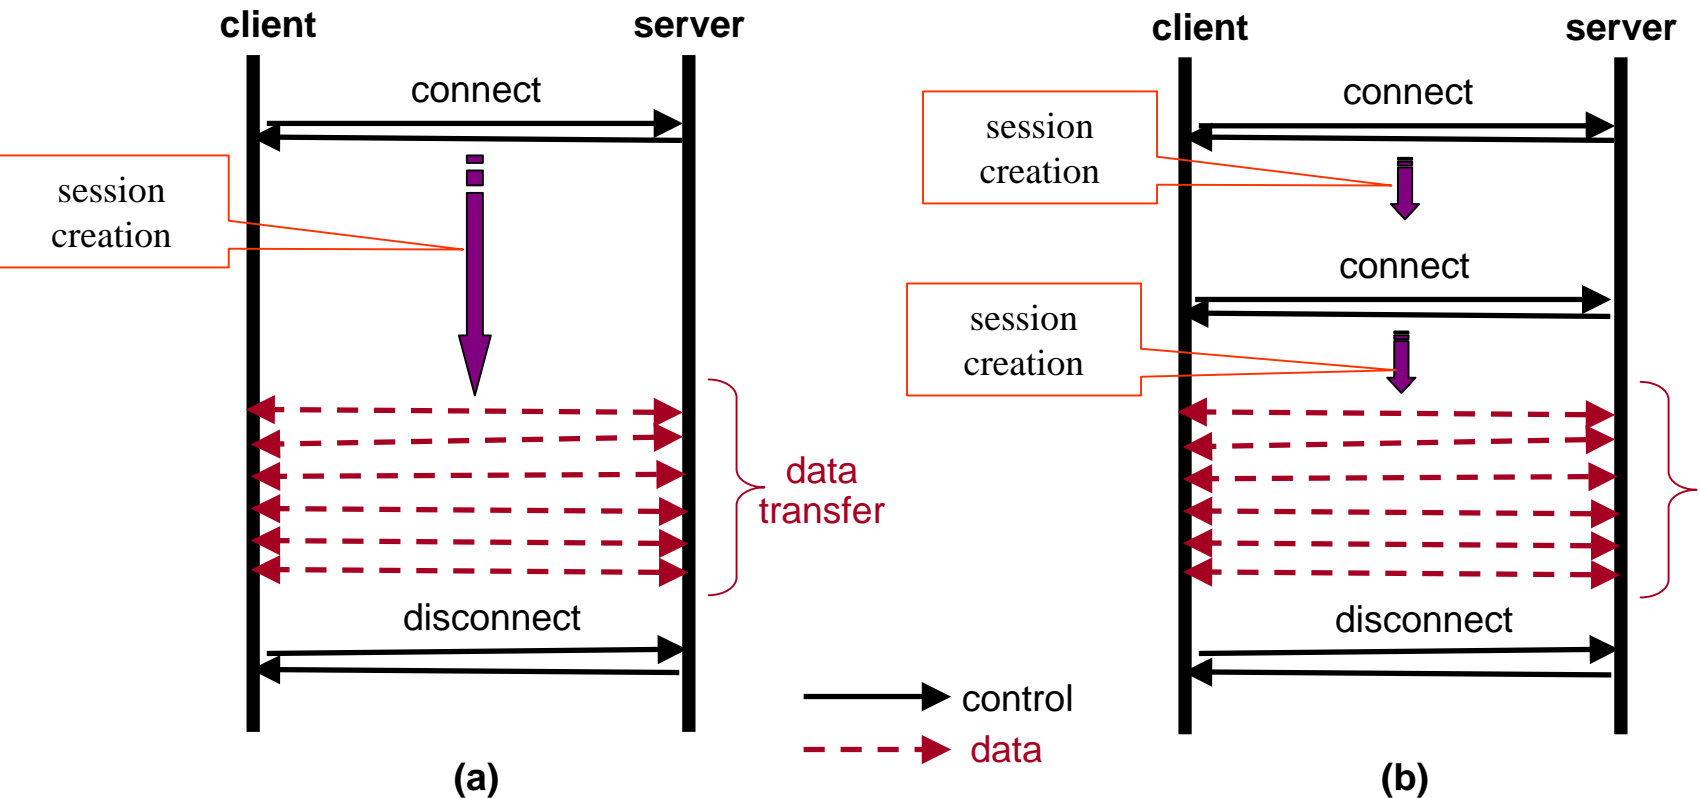 client
server
connect
session
creation
data
transfer
disconnect
(a)
client
server
connect
session
creation
connect
session
creation
disconnect
control
data
(b)